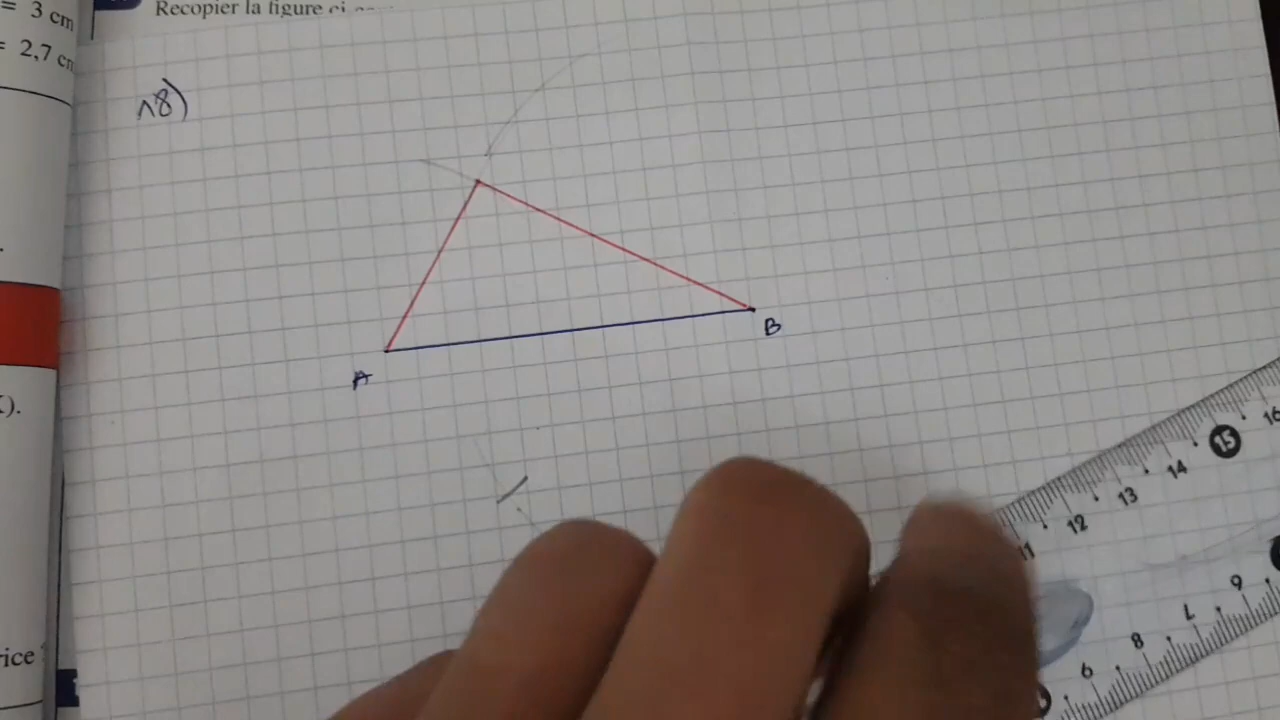 = 3 cm
= 2,7 cm
Recopier la figure ci
18)
A
B
).
rice
11 12 13 14 15 16
6 8 9